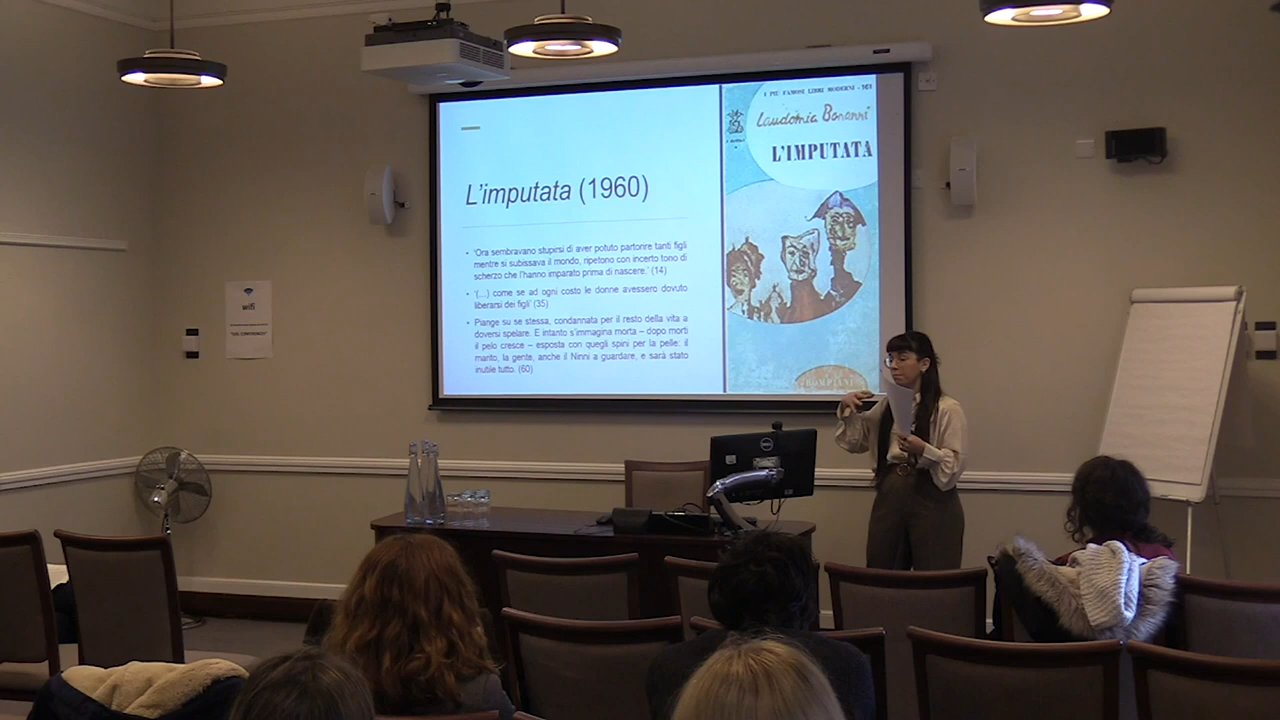 L'imputata (1960)
• 'Ora sembravano stupirsi di aver potuto partorire tanti figli
mentre si subissava il mondo, ripetono con incerto tono di
scherzo che l'hanno imparato prima di nascere.' (14)
• '(…) come se ad ogni costo le donne avessero dovuto
liberarsi dei figli' (35)
• Piange su se stessa, condannata per il resto della vita a
doversi spelare. E intanto s'immagina morta – dopo morti
il pelo cresce – esposta con quegli spini per la pelle: il
marito, la gente, anche il Ninni a guardare, e sarà stato
inutile tutto. (60)
I PIÙ FAMOSI LIBRI MODERNI - 161
Laudomia Bonanni
L'IMPUTATA
BOMPIANI
wifi
DELL